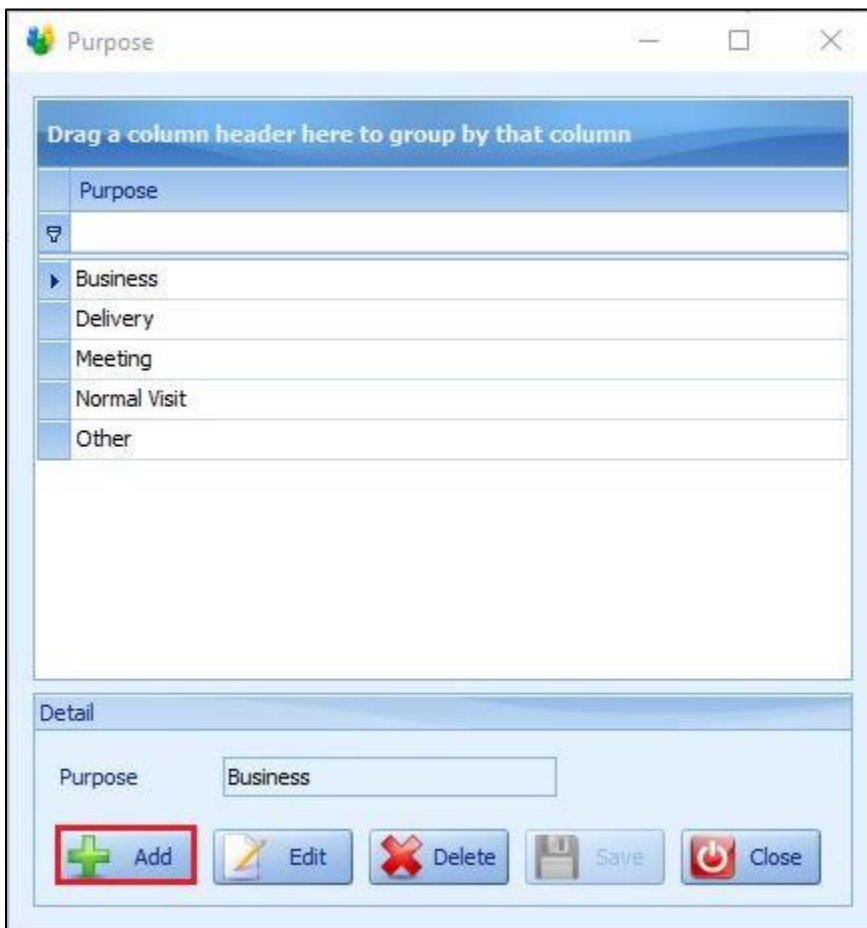 Purpose
Drag a column header here to group by that column
Purpose
Business
Delivery
Meeting
Normal Visit
Other
Detail
Purpose Business
Add Edit Delete Save Close